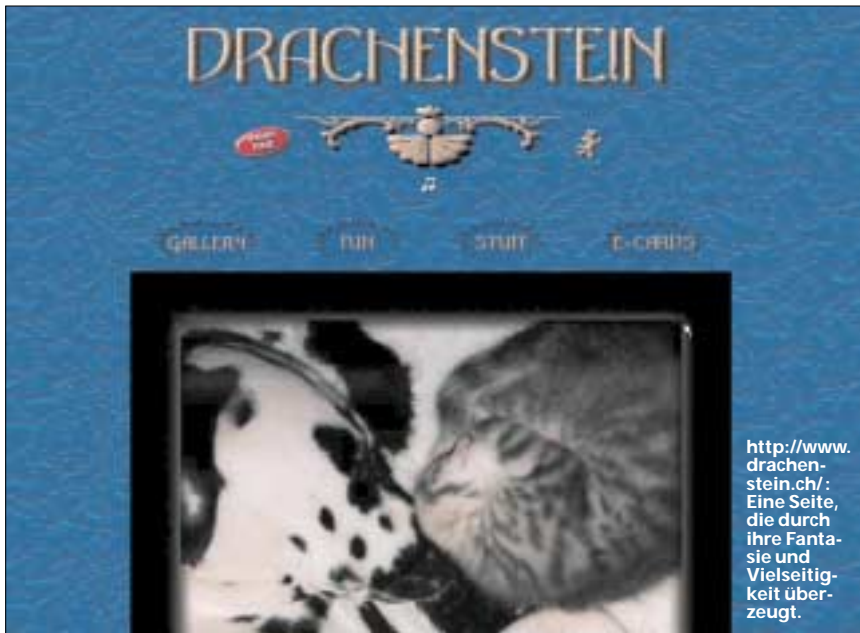 DRACHENSTEIN
GALLERY FUN STUFF E-CARDS
http://www.
drachen-
stein.ch/:
Eine Seite,
die durch
ihre Fanta-
sie und
Vielseitig-
keit über-
zeugt.